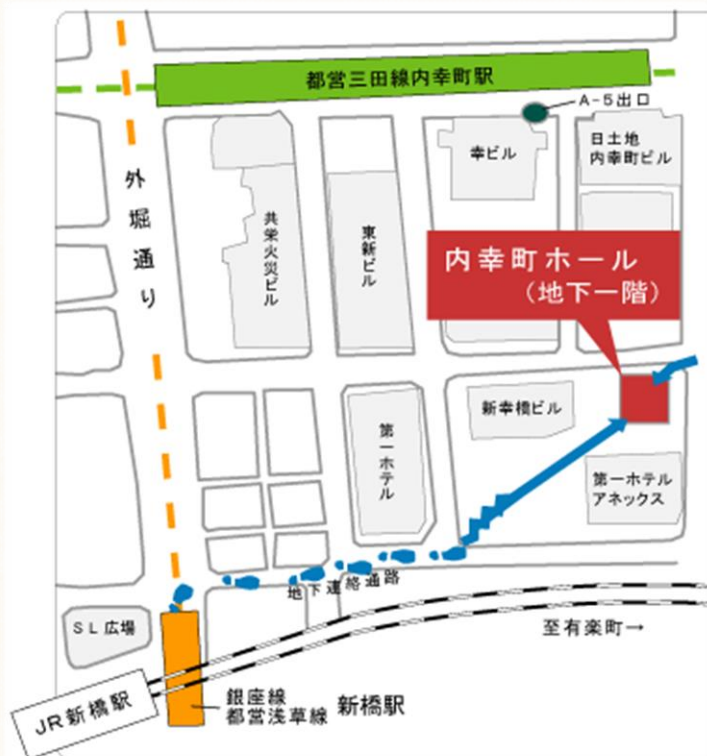 都営三田線内幸町駅
A-5出口
幸ビル
日土地
内幸町ビル
外堀通り
共栄火災ビル
東新ビル
内幸町ホール
(地下一階)
新幸橋ビル
第一ホテル
第一ホテル
アネックス
地下連絡通路
SL広場
至有楽町→
JR新橋駅
銀座線
都営浅草線
新橋駅